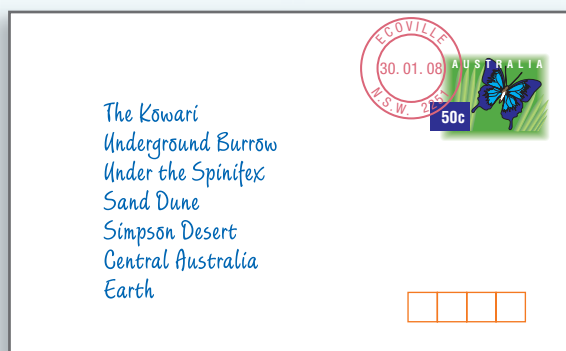 ECOVILLE
30. 01. 08
N.S.W.
AUSTRALIA
50c
The Kowari
Underground Burrow
Under the Spinifex
Sand Dune
Simpson Desert
Central Australia
Earth